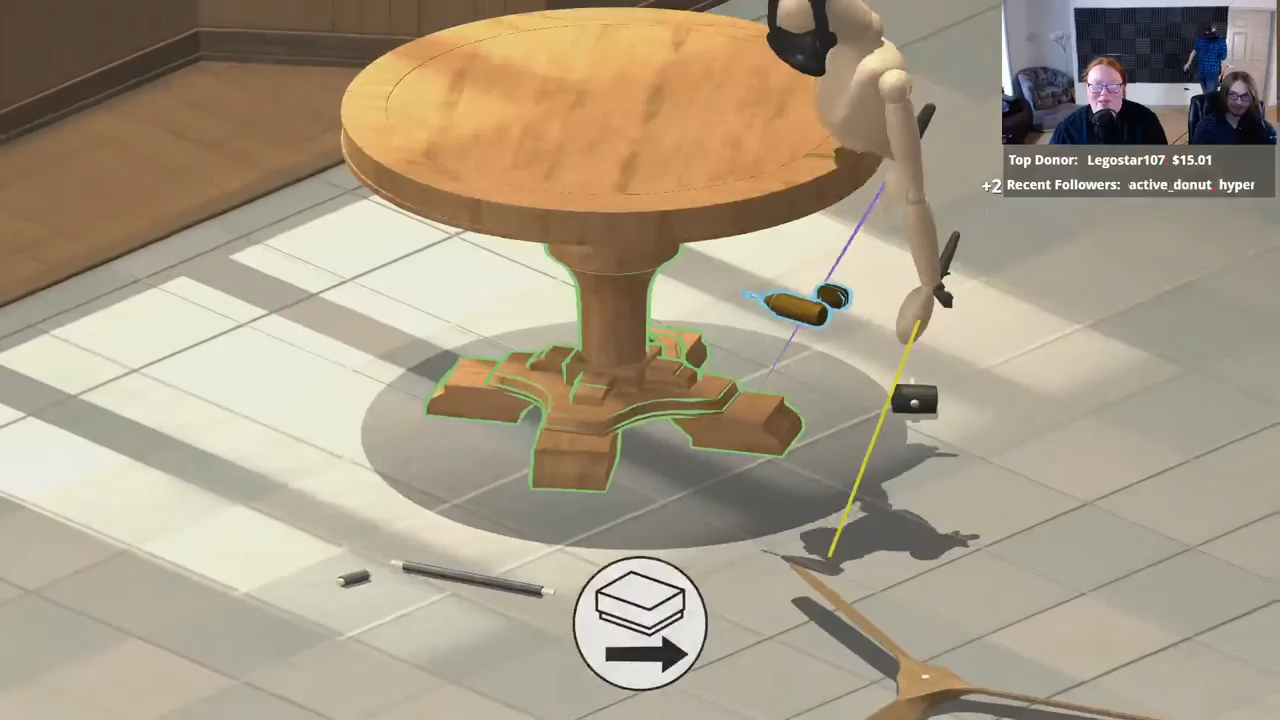 Top Donor: Legostar107 $15.01
+2 Recent Followers: active_donut hyper